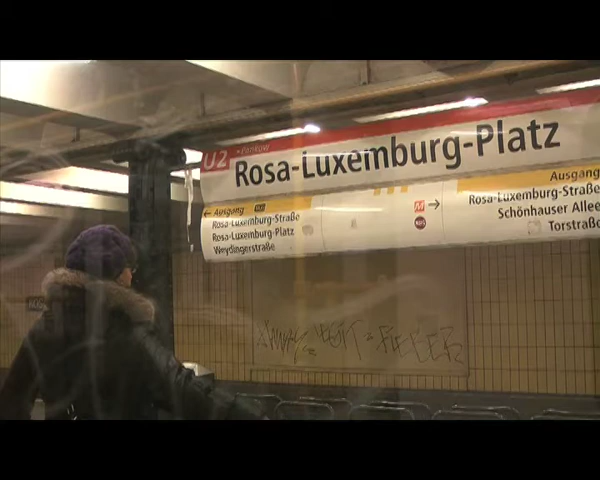 U2
Pankow
Rosa-Luxemburg-Platz
← Ausgang
Rosa-Luxemburg-Straße
Rosa-Luxemburg-Platz
Weydingerstraße
M →
Ausgang
Rosa-Luxemburg-Straße
Schönhauser Allee
Torstraße